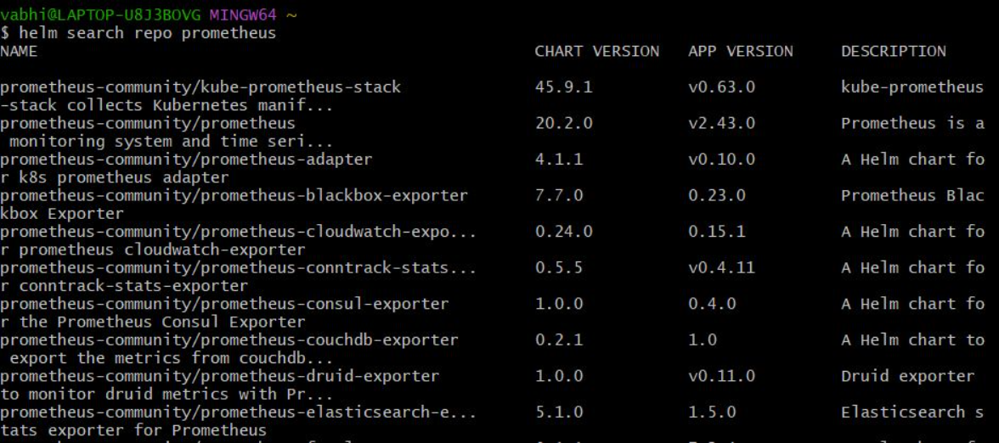 vabhi@LAPTOP-U8J3BOVG MINGW64 ~
$ helm search repo prometheus
NAME CHART VERSION APP VERSION DESCRIPTION
prometheus-community/kube-prometheus-stack 45.9.1 v0.63.0 kube-prometheus
-stack collects Kubernetes manif...
prometheus-community/prometheus 20.2.0 v2.43.0 Prometheus is a
monitoring system and time seri...
prometheus-community/prometheus-adapter 4.1.1 v0.10.0 A Helm chart fo
r k8s prometheus adapter
prometheus-community/prometheus-blackbox-exporter 7.7.0 0.23.0 Prometheus Blac
kbox Exporter
prometheus-community/prometheus-cloudwatch-expo... 0.24.0 0.15.1 A Helm chart fo
r prometheus cloudwatch-exporter
prometheus-community/prometheus-conntrack-stats... 0.5.5 v0.4.11 A Helm chart fo
r conntrack-stats-exporter
prometheus-community/prometheus-consul-exporter 1.0.0 0.4.0 A Helm chart fo
r the Prometheus Consul Exporter
prometheus-community/prometheus-couchdb-exporter 0.2.1 1.0 A Helm chart to
export the metrics from couchdb...
prometheus-community/prometheus-druid-exporter 1.0.0 v0.11.0 Druid exporter
to monitor druid metrics with Pr...
prometheus-community/prometheus-elasticsearch-e... 5.1.0 1.5.0 Elasticsearch s
tats exporter for Prometheus